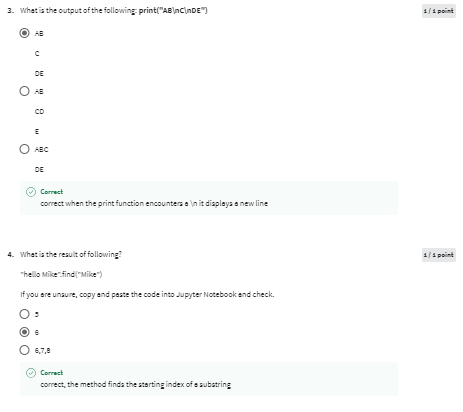 3. What is the output of the following: print("AB\nC\nDE")
1 / 1 point
AB
C
DE
AB
CD
E
ABC
DE
Correct
correct when the print function encounters a \n it displays a new line
4. What is the result of following?
1 / 1 point
"hello Mike".find("Mike")
If you are unsure, copy and paste the code into Jupyter Notebook and check.
5
6
6,7,8
Correct
correct, the method finds the starting index of a substring